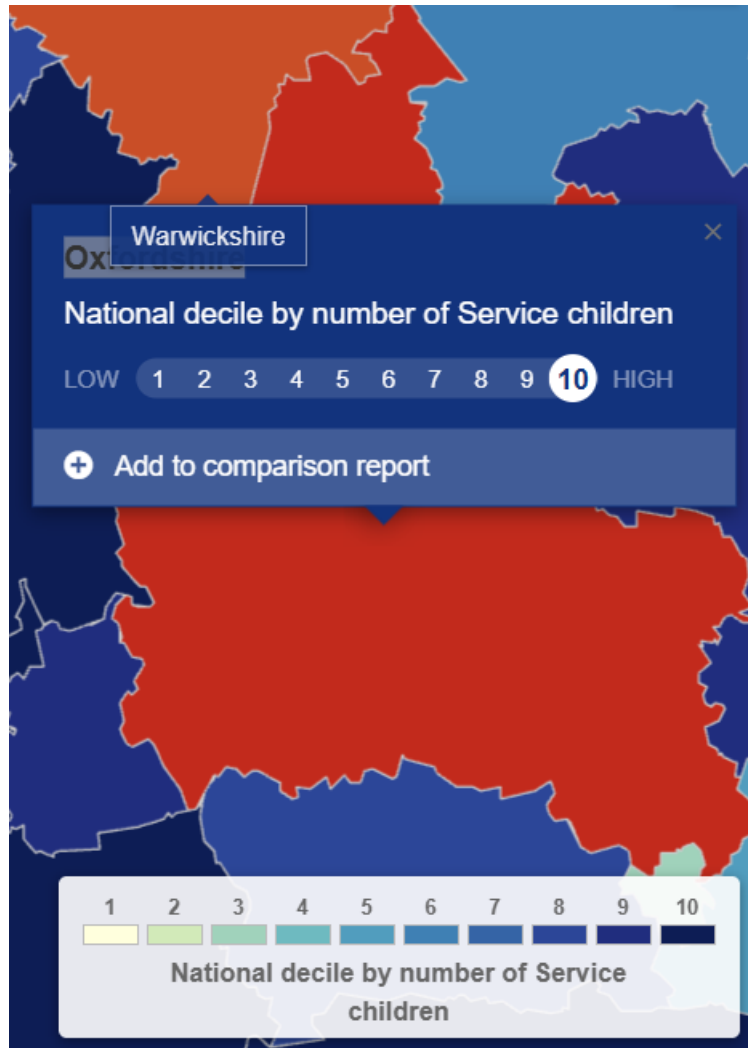 Warwickshire
Oxfordshire
×
National decile by number of Service children
LOW 1 2 3 4 5 6 7 8 9 10 HIGH
+ Add to comparison report
1 2 3 4 5 6 7 8 9 10
National decile by number of Service
children